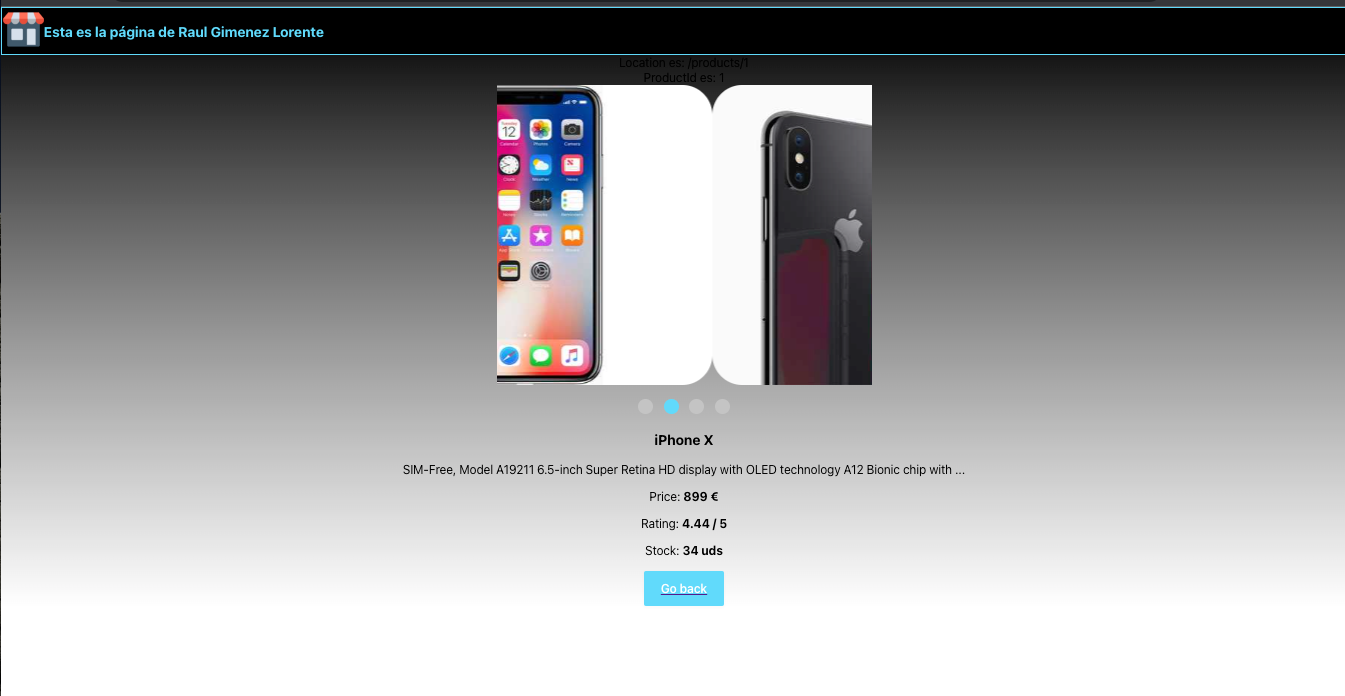 Esta es la página de Raul Gimenez Lorente
Location es: /products/1
ProductId es: 1
12
iPhone X
SIM-Free, Model A19211 6.5-inch Super Retina HD display with OLED technology A12 Bionic chip with ...
Price: 899 €
Rating: 4.44 / 5
Stock: 34 uds
Go back